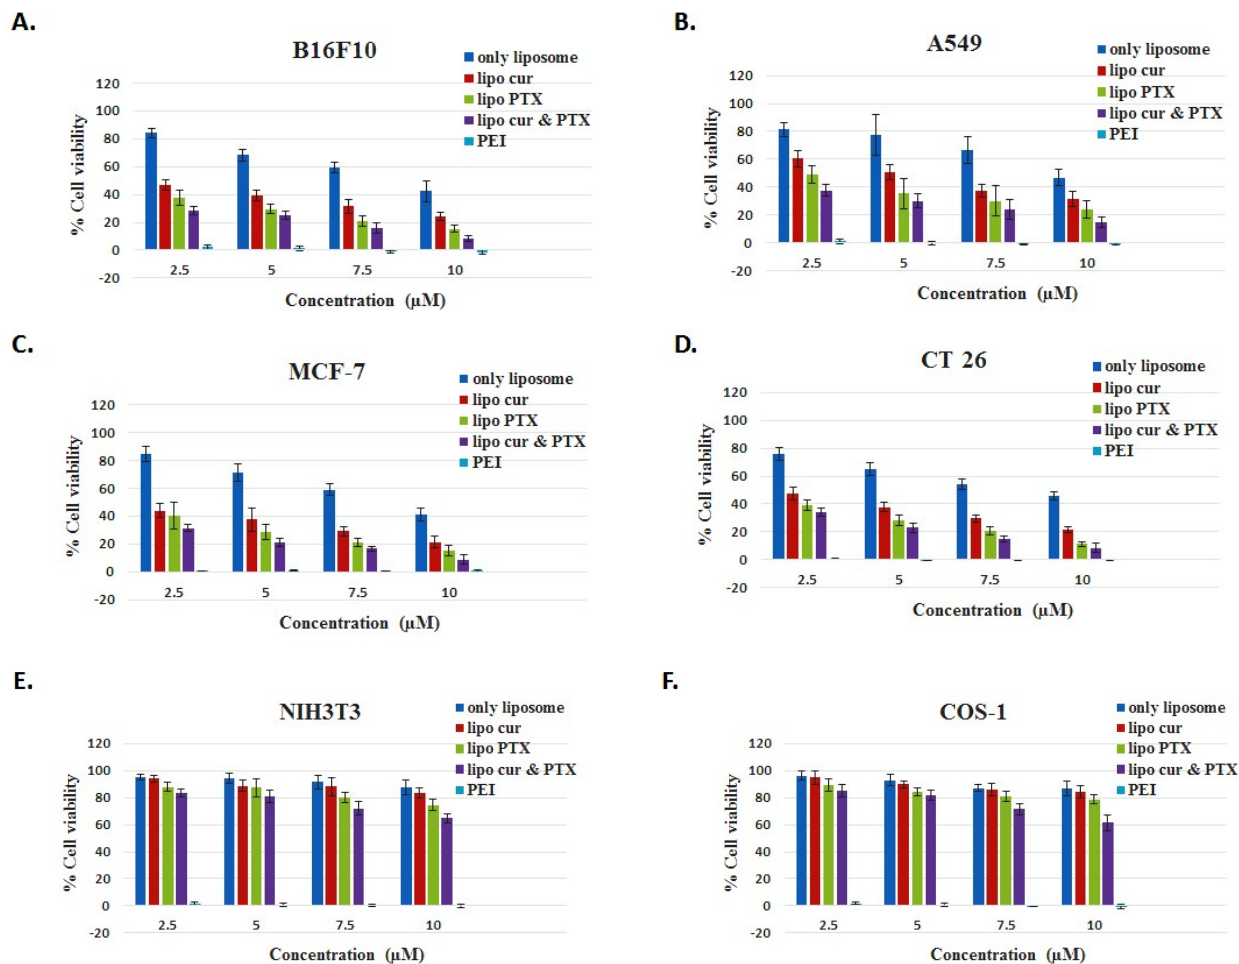 A.
B16F10
only liposome
lipo cur
lipo PTX
lipo cur & PTX
PEI
120
100
80
60
40
20
0
-20
% Cell viability
2.5 5 7.5 10
Concentration (µM)
B.
A549
only liposome
lipo cur
lipo PTX
lipo cur & PTX
PEI
120
100
80
60
40
20
0
-20
% Cell viability
2.5 5 7.5 10
Concentration (µM)
C.
MCF-7
only liposome
lipo cur
lipo PTX
lipo cur & PTX
PEI
120
100
80
60
40
20
0
-20
% Cell viability
2.5 5 7.5 10
Concentration (µM)
D.
CT 26
only liposome
lipo cur
lipo PTX
lipo cur & PTX
PEI
120
100
80
60
40
20
0
-20
% Cell viability
2.5 5 7.5 10
Concentration (µM)
E.
NIH3T3
only liposome
lipo cur
lipo PTX
lipo cur & PTX
PEI
120
100
80
60
40
20
0
-20
% Cell viability
2.5 5 7.5 10
Concentration (µM)
F.
COS-1
only liposome
lipo cur
lipo PTX
lipo cur & PTX
PEI
120
100
80
60
40
20
0
-20
% Cell viability
2.5 5 7.5 10
Concentration (µM)